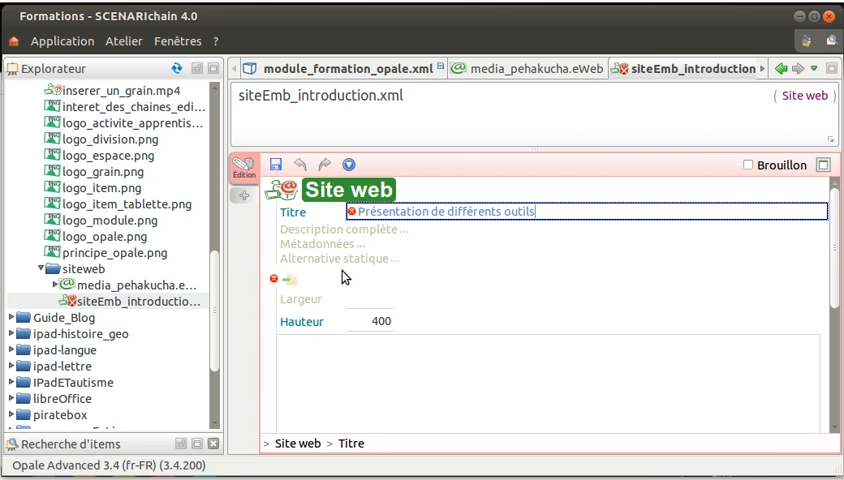 Formations - SCENARIchain 4.0
Application Atelier Fenêtres ?
Explorateur
inserer_un_grain.mp4
interet_des_chaines_edi...
logo_activite_apprentis...
logo_division.png
logo_espace.png
logo_grain.png
logo_item.png
logo_item_tablette.png
logo_module.png
logo_opale.png
principe_opale.png
siteweb
media_pehakucha.e...
siteEmb_introductio...
Guide_Blog
ipad-histoire_geo
ipad-langue
ipad-lettre
IPadETautisme
libreOffice
piratebox
Recherche d'items
module_formation_opale.xml media_pehakucha.eWeb siteEmb_introduction
siteEmb_introduction.xml ( Site web )
Édition
Brouillon
Site web
Titre Présentation de différents outils
Description complète ...
Métadonnées ...
Alternative statique ...
Largeur
Hauteur 400
> Site web > Titre
Opale Advanced 3.4 (fr-FR) (3.4.200)